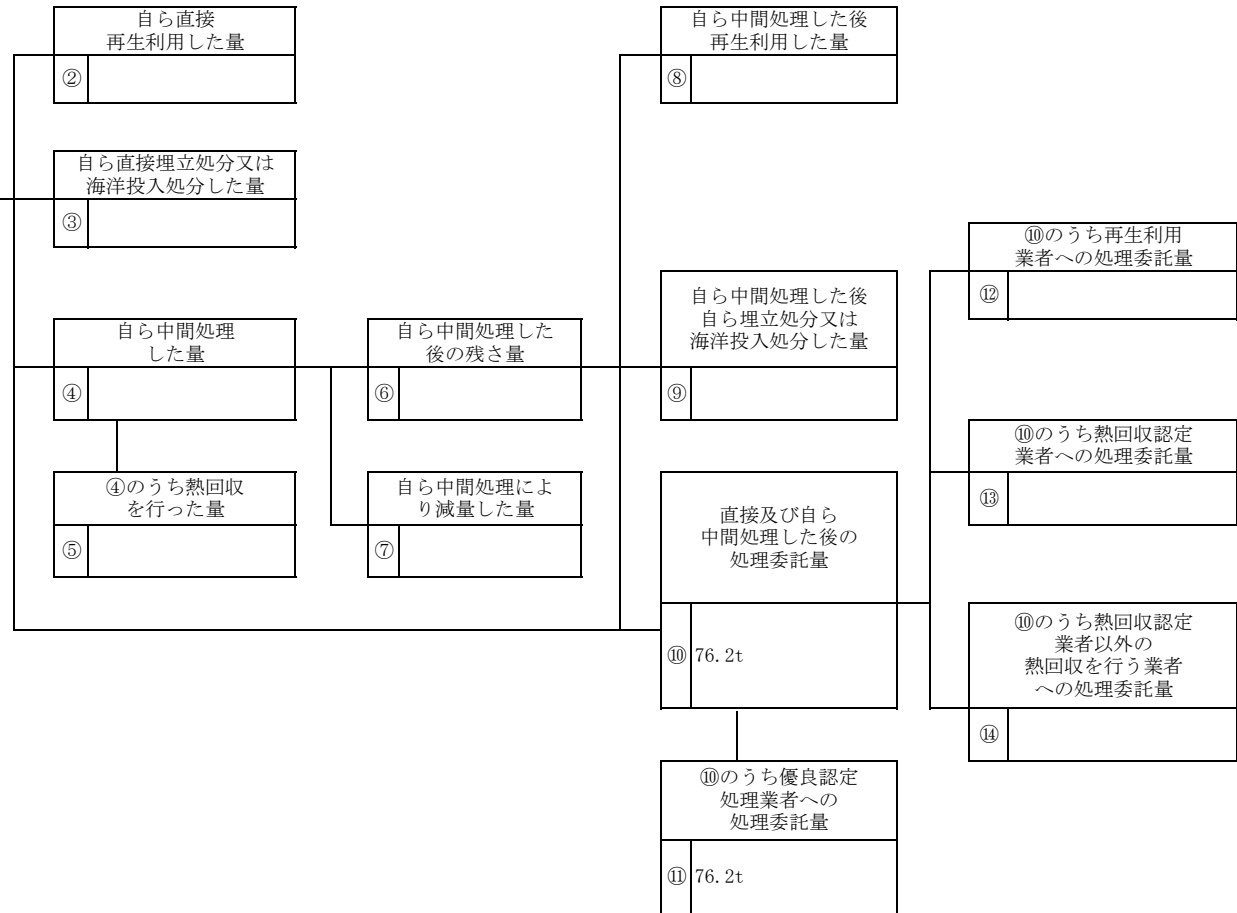 自ら直接
再生利用した量
②
自ら中間処理した後
再生利用した量
⑧
自ら直接埋立処分又は
海洋投入処分した量
③
⑩のうち再生利用
業者への処理委託量
⑫
自ら中間処理
した量
④
自ら中間処理した
後の残さ量
⑥
自ら中間処理した後
自ら埋立処分又は
海洋投入処分した量
⑨
⑩のうち熱回収認定
業者への処理委託量
⑬
④のうち熱回収
を行った量
⑤
自ら中間処理によ
り減量した量
⑦
直接及び自ら
中間処理した後の
処理委託量
⑩ 76.2t
⑩のうち熱回収認定
業者以外の
熱回収を行う業者
への処理委託量
⑭
⑩のうち優良認定
処理業者への
処理委託量
⑪ 76.2t